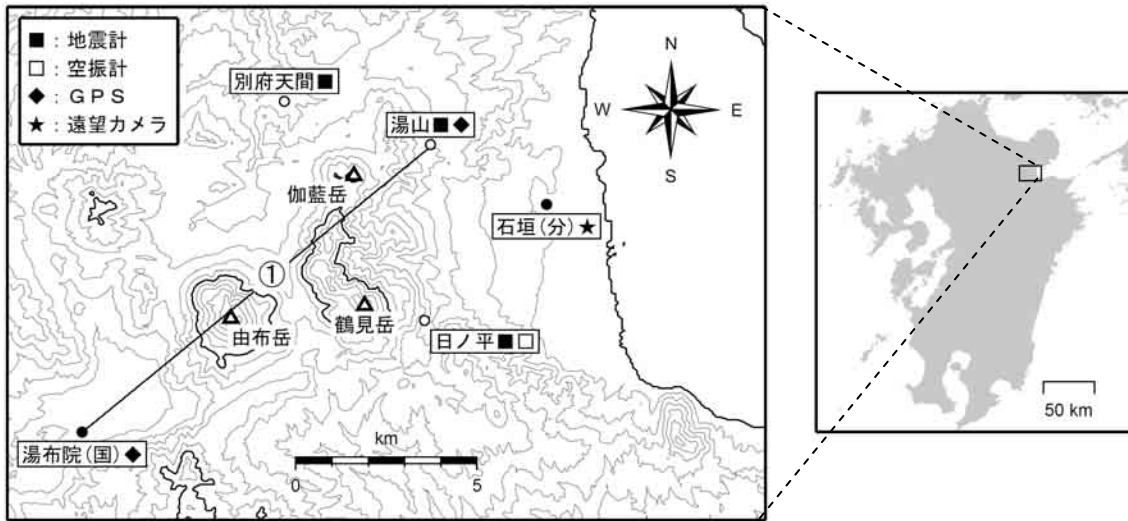 ■：地震計
□：空振計
◆：ＧＰＳ
★：遠望カメラ
別府天間■
湯山■◆
伽藍岳
N
W
E
S
石垣(分)★
①
由布岳
鶴見岳
日ノ平■□
湯布院(国)◆
km
0
5
50 km